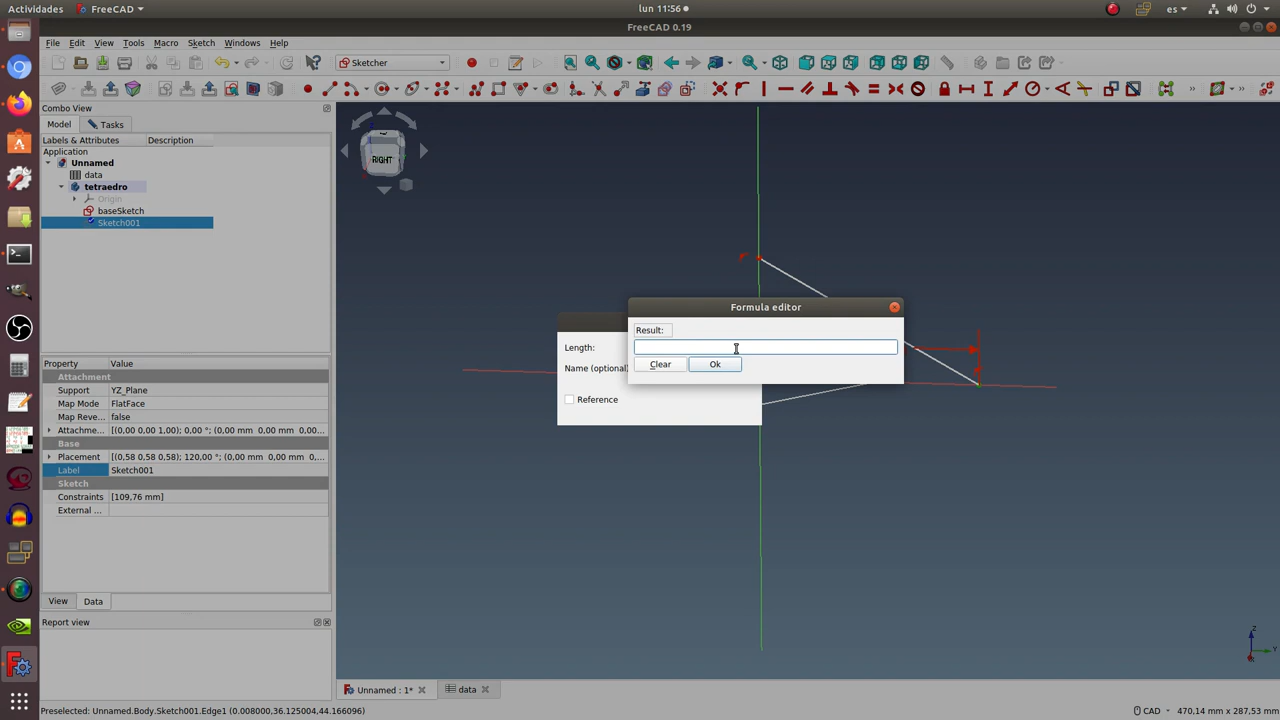 Actividades FreeCAD lun 11:56 es
FreeCAD 0.19
File Edit View Tools Macro Sketch Windows Help
Sketcher
Combo View
Model Tasks
Labels & Attributes Description
Application
Unnamed
data
tetraedro
Origin
baseSketch
Sketch001
RIGHT
Formula editor
Result:
Length:
Clear Ok
Name (optional)
Reference
Property Value
Attachment
Support YZ_Plane
Map Mode FlatFace
Map Reve... false
Attachme... [(0,00 0,00 1,00); 0,00 °; (0,00 mm 0,00 mm 0,...
Base
Placement [(0,58 0,58 0,58); 120,00 °; (0,00 mm 0,00 mm 0,...
Label Sketch001
Sketch
Constraints [109,76 mm]
External ...
View Data
Report view
Z
Y
X
Unnamed : 1* data
Preselected: Unnamed.Body.Sketch001.Edge1 (0.008000,36.125004,44.166096) CAD 470,14 mm x 287,53 mm